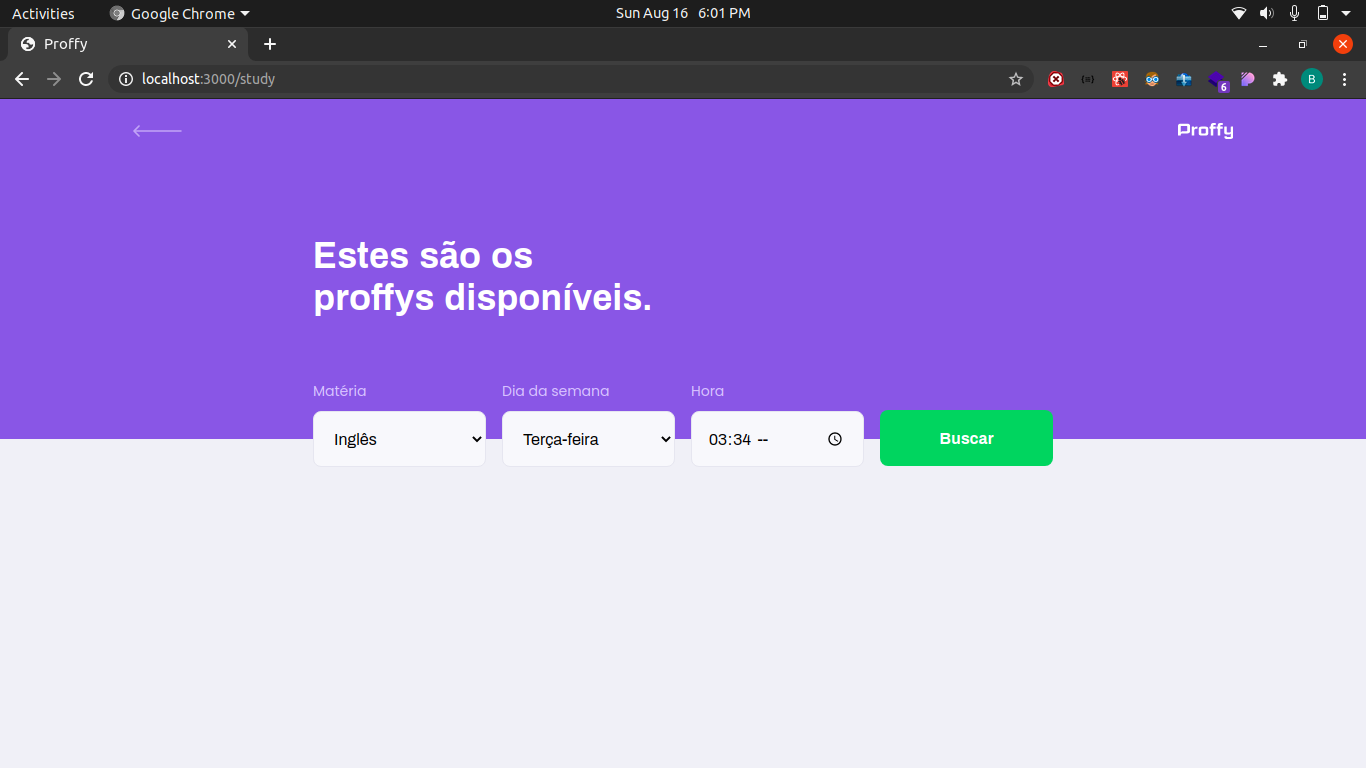 Activities Google Chrome Sun Aug 16 6:01 PM
Proffy
localhost:3000/study 6 B
Proffy
Estes são os
proffys disponíveis.
Matéria Dia da semana Hora
Inglês Terça-feira 03:34 -- Buscar